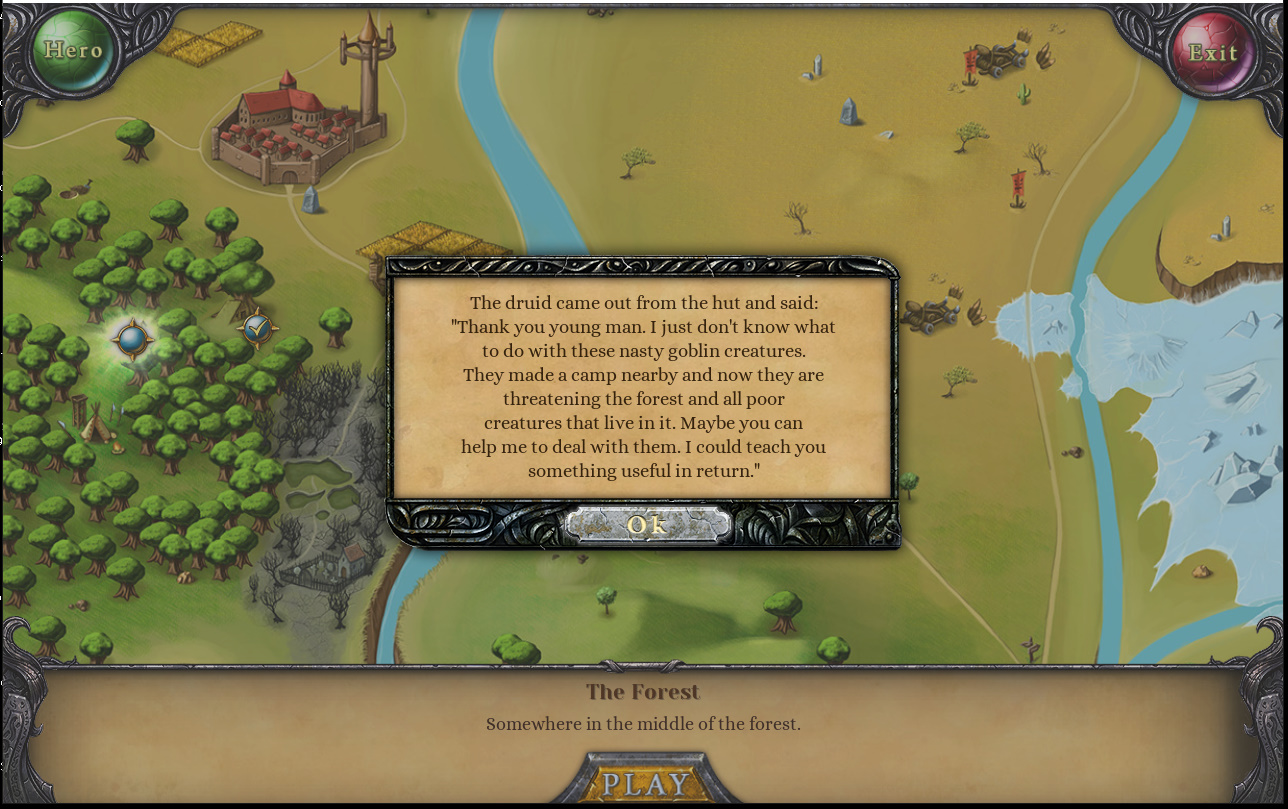 Hero
Exit
The druid came out from the hut and said:
"Thank you young man. I just don't know what
to do with these nasty goblin creatures.
They made a camp nearby and now they are
threatening the forest and all poor
creatures that live in it. Maybe you can
help me to deal with them. I could teach you
something useful in return."
Ok
The Forest
Somewhere in the middle of the forest.
PLAY